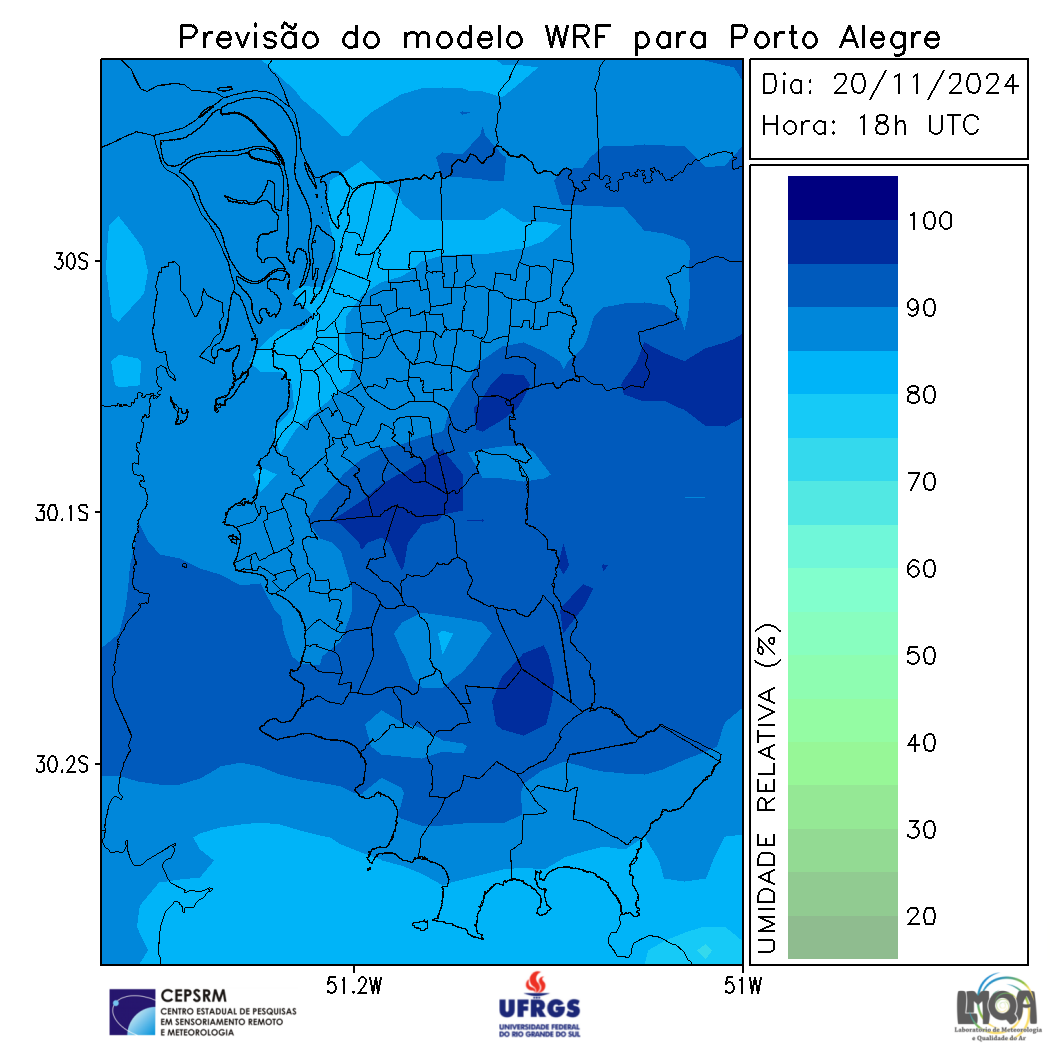 Previsão do modelo WRF para Porto Alegre
Dia: 20/11/2024
Hora: 18h UTC
30S
30.1S
30.2S
51.2W
51W
100
90
80
70
60
50
40
30
20
UMIDADE RELATIVA (%)
CEPSRM
CENTRO ESTADUAL DE PESQUISAS
EM SENSORIAMENTO REMOTO
E METEOROLOGIA
UFRGS
UNIVERSIDADE FEDERAL
DO RIO GRANDE DO SUL
LMQA
Laboratório de Meteorologia
e Qualidade do Ar